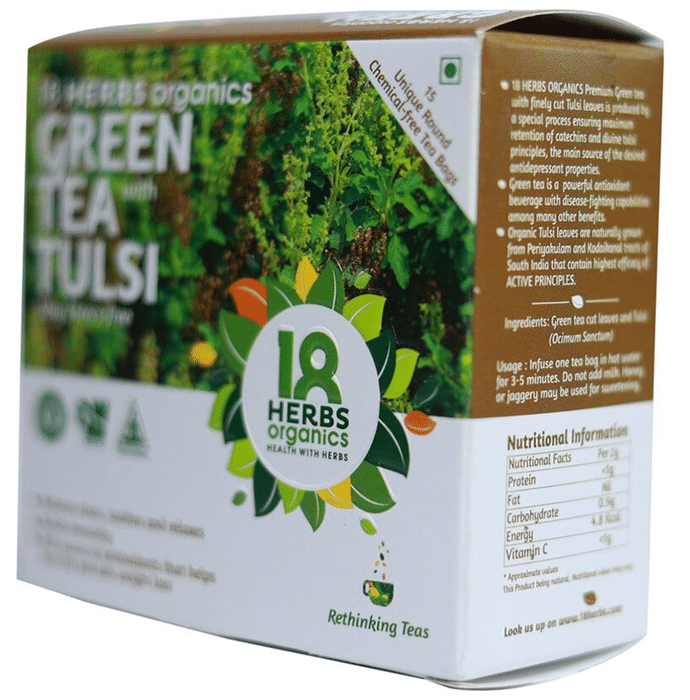 18 HERBS organics
GREEN
TEA with
TULSI
15
Unique Round
Chemical-free Tea Bags
18
HERBS
organics
HEALTH WITH HERBS
Rethinking Teas
• 18 HERBS ORGANICS Premium Green tea
with finely cut Tulsi leaves is produced by
a special process ensuring maximum
retention of catechins and divine tulsi
principles, the main source of the desired
antidepressant properties.
• Green tea is a powerful antioxidant
beverage with disease-fighting capabilities
among many other benefits.
• Organic Tulsi leaves are naturally grown
from Periyakulam and Kodaikanal tracts of
South India that contain highest efficacy of
ACTIVE PRINCIPLES.
Ingredients: Green tea cut leaves and Tulsi
(Ocimum Sanctum)
Usage : Infuse one tea bag in hot water
for 3-5 minutes. Do not add milk. Honey
or jaggery may be used for sweetening.
Nutritional Information
Nutritional Facts Per 2g
Protein <1g
Fat Nil
Carbohydrate 0.9g
Energy 4.8 Kcal
Vitamin C <1g
* Approximate values
This Product being natural, Nutritional value may vary.
Look us up on www.18herbs.com